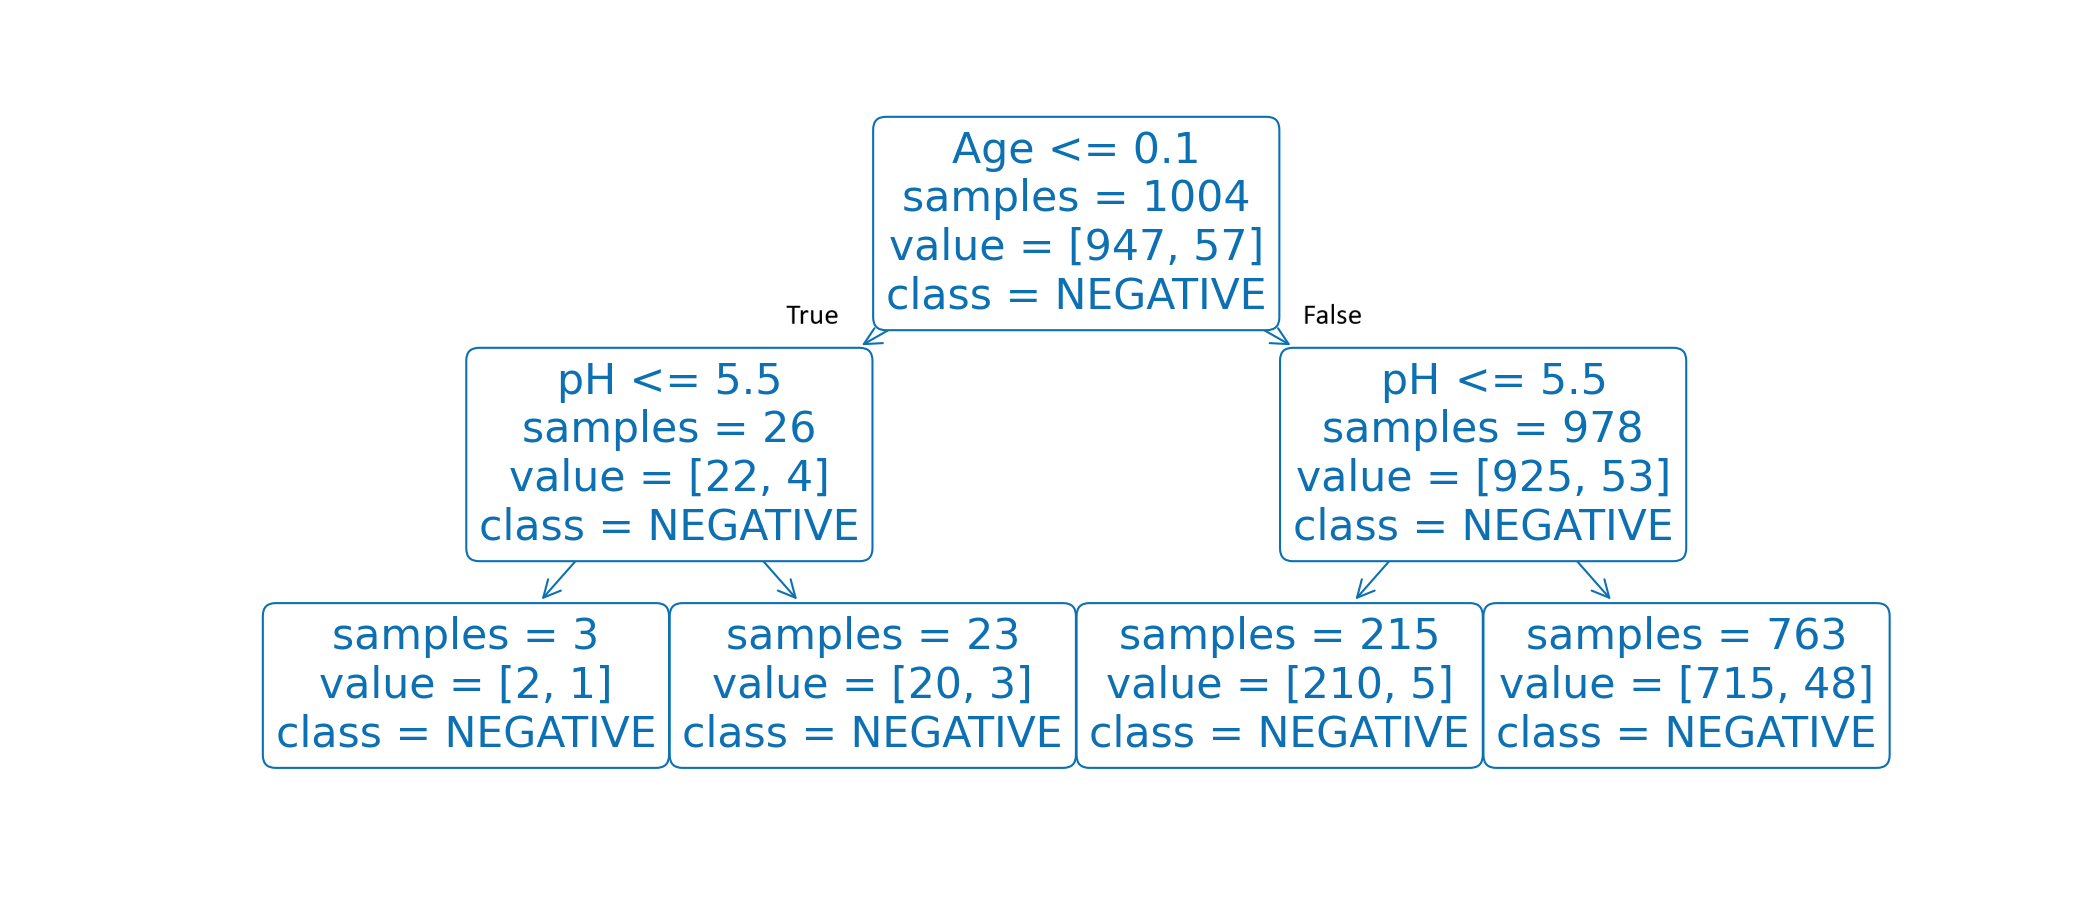 Age <= 0.1
samples = 1004
value = [947, 57]
class = NEGATIVE
True
False
pH <= 5.5
samples = 26
value = [22, 4]
class = NEGATIVE
pH <= 5.5
samples = 978
value = [925, 53]
class = NEGATIVE
samples = 3
value = [2, 1]
class = NEGATIVE
samples = 23
value = [20, 3]
class = NEGATIVE
samples = 215
value = [210, 5]
class = NEGATIVE
samples = 763
value = [715, 48]
class = NEGATIVE